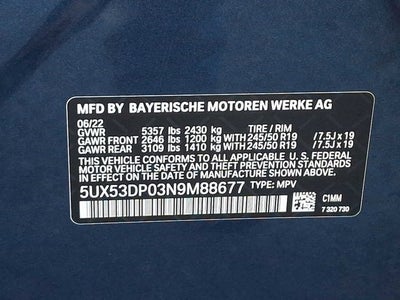 MFD BY BAYERISCHE MOTOREN WERKE AG
06/22
GVWR 5357 lbs 2430 kg TIRE / RIM
GAWR FRONT 2646 lbs 1200 kg WITH 245/50 R19 / 7.5J x 19
GAWR REAR 3109 lbs 1410 kg WITH 245/50 R19 / 7.5J x 19
THIS VEHICLE CONFORMS TO ALL APPLICABLE FEDERAL
MOTOR VEHICLE SAFETY STANDARDS IN EFFECT
ON THE DATE OF MANUFACTURE SHOWN ABOVE.
5UX53DP03N9M88677 TYPE: MPV
C1MM
7 320 730